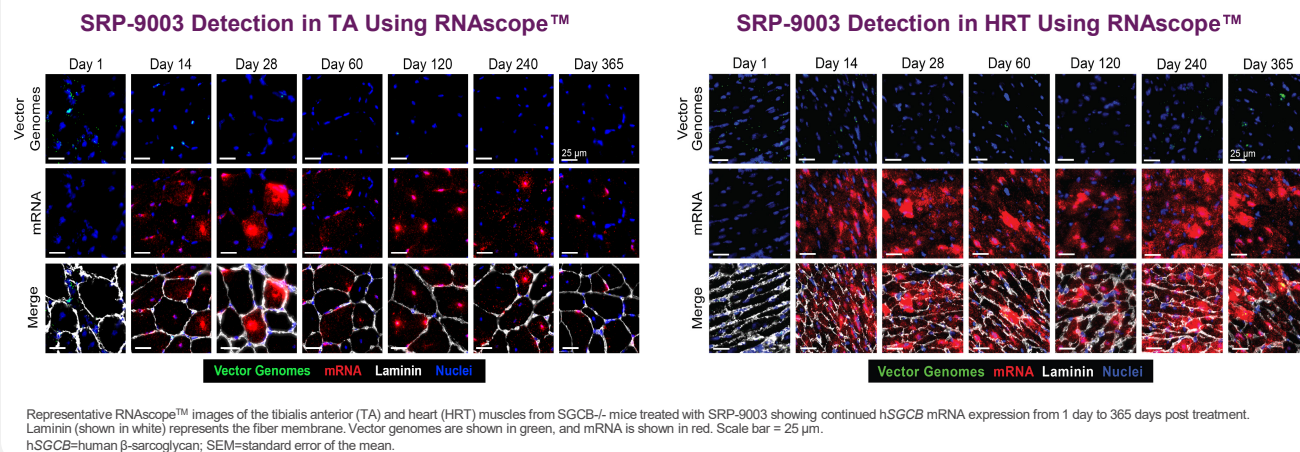 SRP-9003 Detection in TA Using RNAscope™
Day 1 Day 14 Day 28 Day 60 Day 120 Day 240 Day 365
Vector Genomes
25 µm
mRNA
Merge
Vector Genomes mRNA Laminin Nuclei
SRP-9003 Detection in HRT Using RNAscope™
Day 1 Day 14 Day 28 Day 60 Day 120 Day 240 Day 365
Vector Genomes
25 µm
mRNA
Merge
Vector Genomes mRNA Laminin Nuclei
Representative RNAscope™ images of the tibialis anterior (TA) and heart (HRT) muscles from SGCB-/- mice treated with SRP-9003 showing continued hSGCB mRNA expression from 1 day to 365 days post treatment.
Laminin (shown in white) represents the fiber membrane. Vector genomes are shown in green, and mRNA is shown in red. Scale bar = 25 µm.
hSGCB=human β-sarcoglycan; SEM=standard error of the mean.